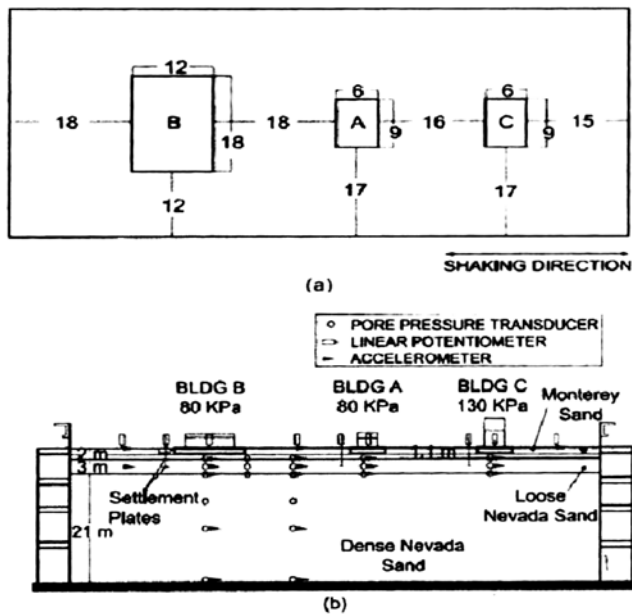 12
6
6
18 B 18 A 16 C 15
18 9 9
12
17
17
SHAKING DIRECTION
(a)
PORE PRESSURE TRANSDUCER
LINEAR POTENTIOMETER
ACCELEROMETER
BLDG B
80 KPa
BLDG A
80 KPa
BLDG C
130 KPa
Monterey
Sand
2 m
1.1 m
3 m
Settlement
Plates
Loose
Nevada Sand
21 m
Dense Nevada
Sand
(b)